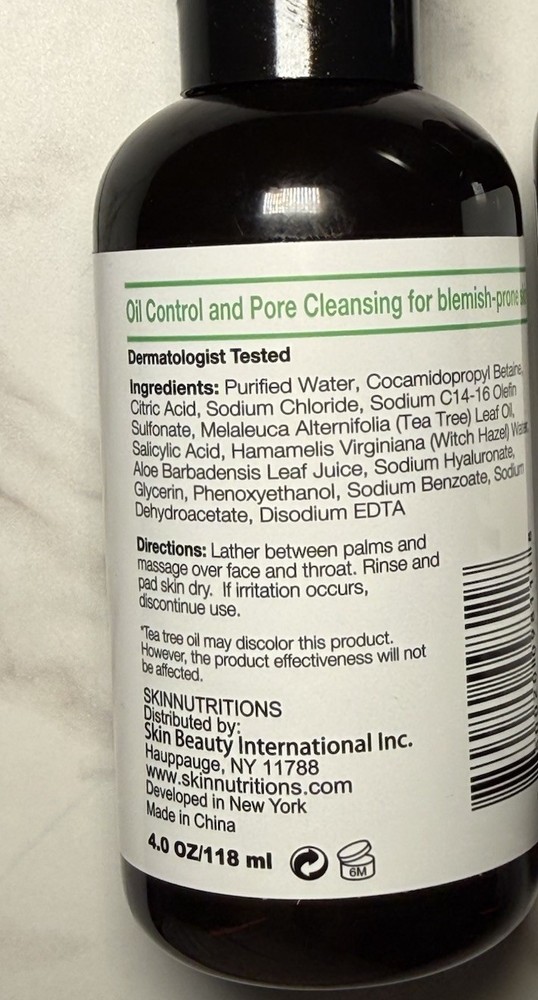 Oil Control and Pore Cleansing for blemish-prone
Dermatologist Tested
Ingredients: Purified Water, Cocamidopropyl Betaine,
Citric Acid, Sodium Chloride, Sodium C14-16 Olefin
Sulfonate, Melaleuca Alternifolia (Tea Tree) Leaf Oil,
Salicylic Acid, Hamamelis Virginiana (Witch Hazel) Water,
Aloe Barbadensis Leaf Juice, Sodium Hyaluronate,
Glycerin, Phenoxyethanol, Sodium Benzoate, Sodium
Dehydroacetate, Disodium EDTA
Directions: Lather between palms and
massage over face and throat. Rinse and
pad skin dry. If irritation occurs,
discontinue use.
*Tea tree oil may discolor this product.
However, the product effectiveness will not
be affected.
SKINNUTRITIONS
Distributed by:
Skin Beauty International Inc.
Hauppauge, NY 11788
www.skinnutritions.com
Developed in New York
Made in China
4.0 OZ/118 ml
6M